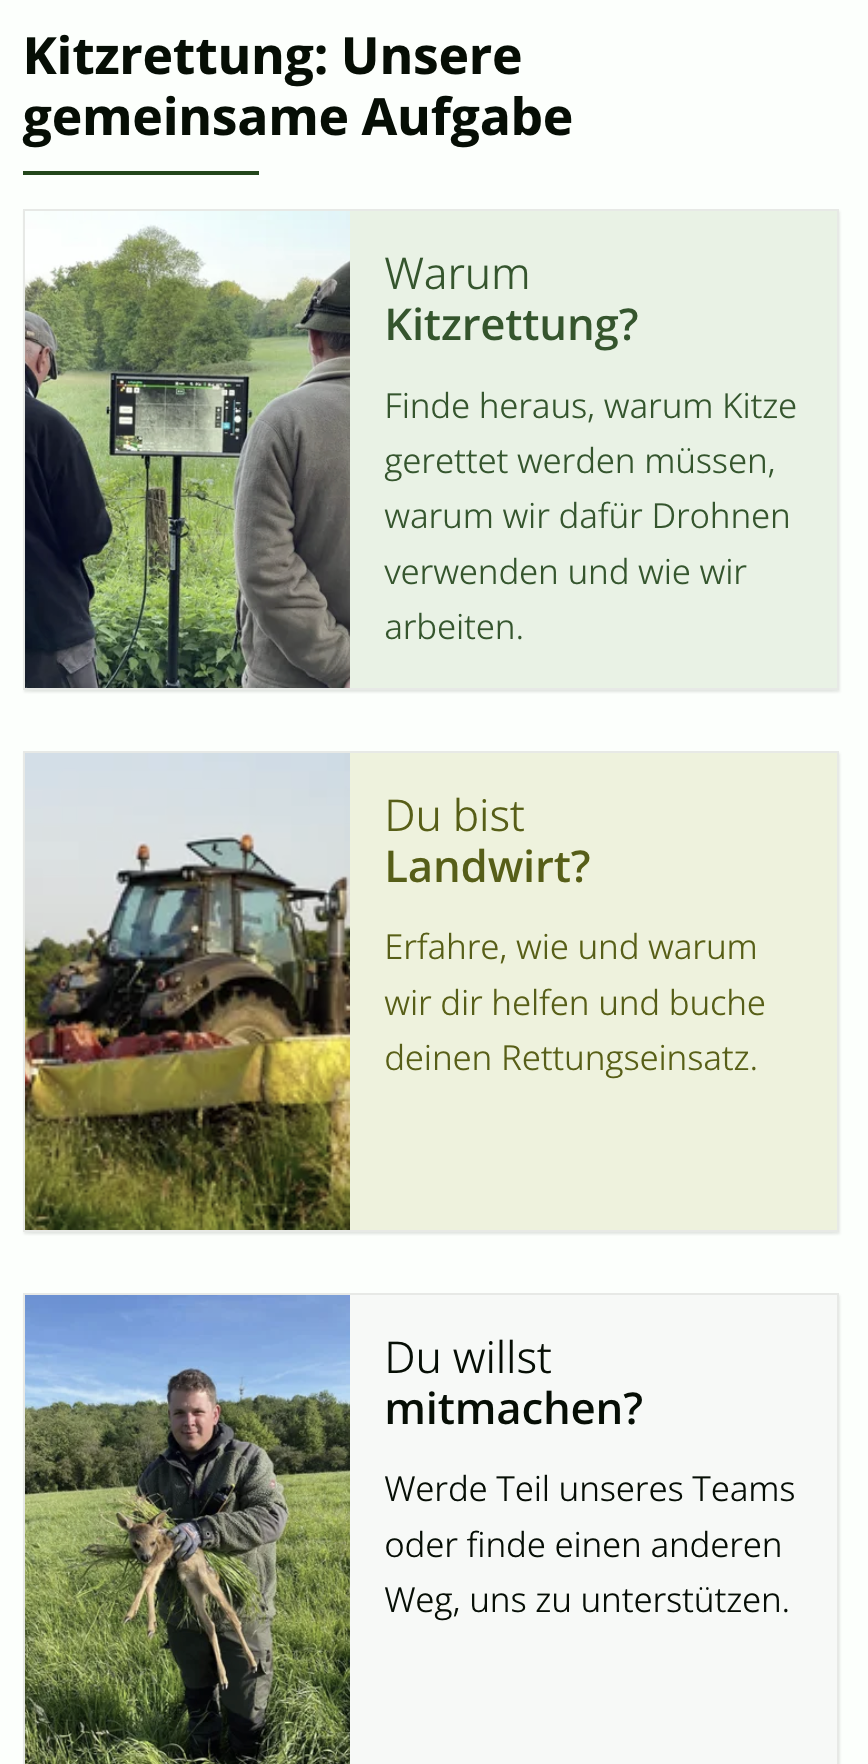 Kitzrettung: Unsere
gemeinsame Aufgabe
Warum
Kitzrettung?
Finde heraus, warum Kitze
gerettet werden müssen,
warum wir dafür Drohnen
verwenden und wie wir
arbeiten.
Du bist
Landwirt?
Erfahre, wie und warum
wir dir helfen und buche
deinen Rettungseinsatz.
Du willst
mitmachen?
Werde Teil unseres Teams
oder finde einen anderen
Weg, uns zu unterstützen.